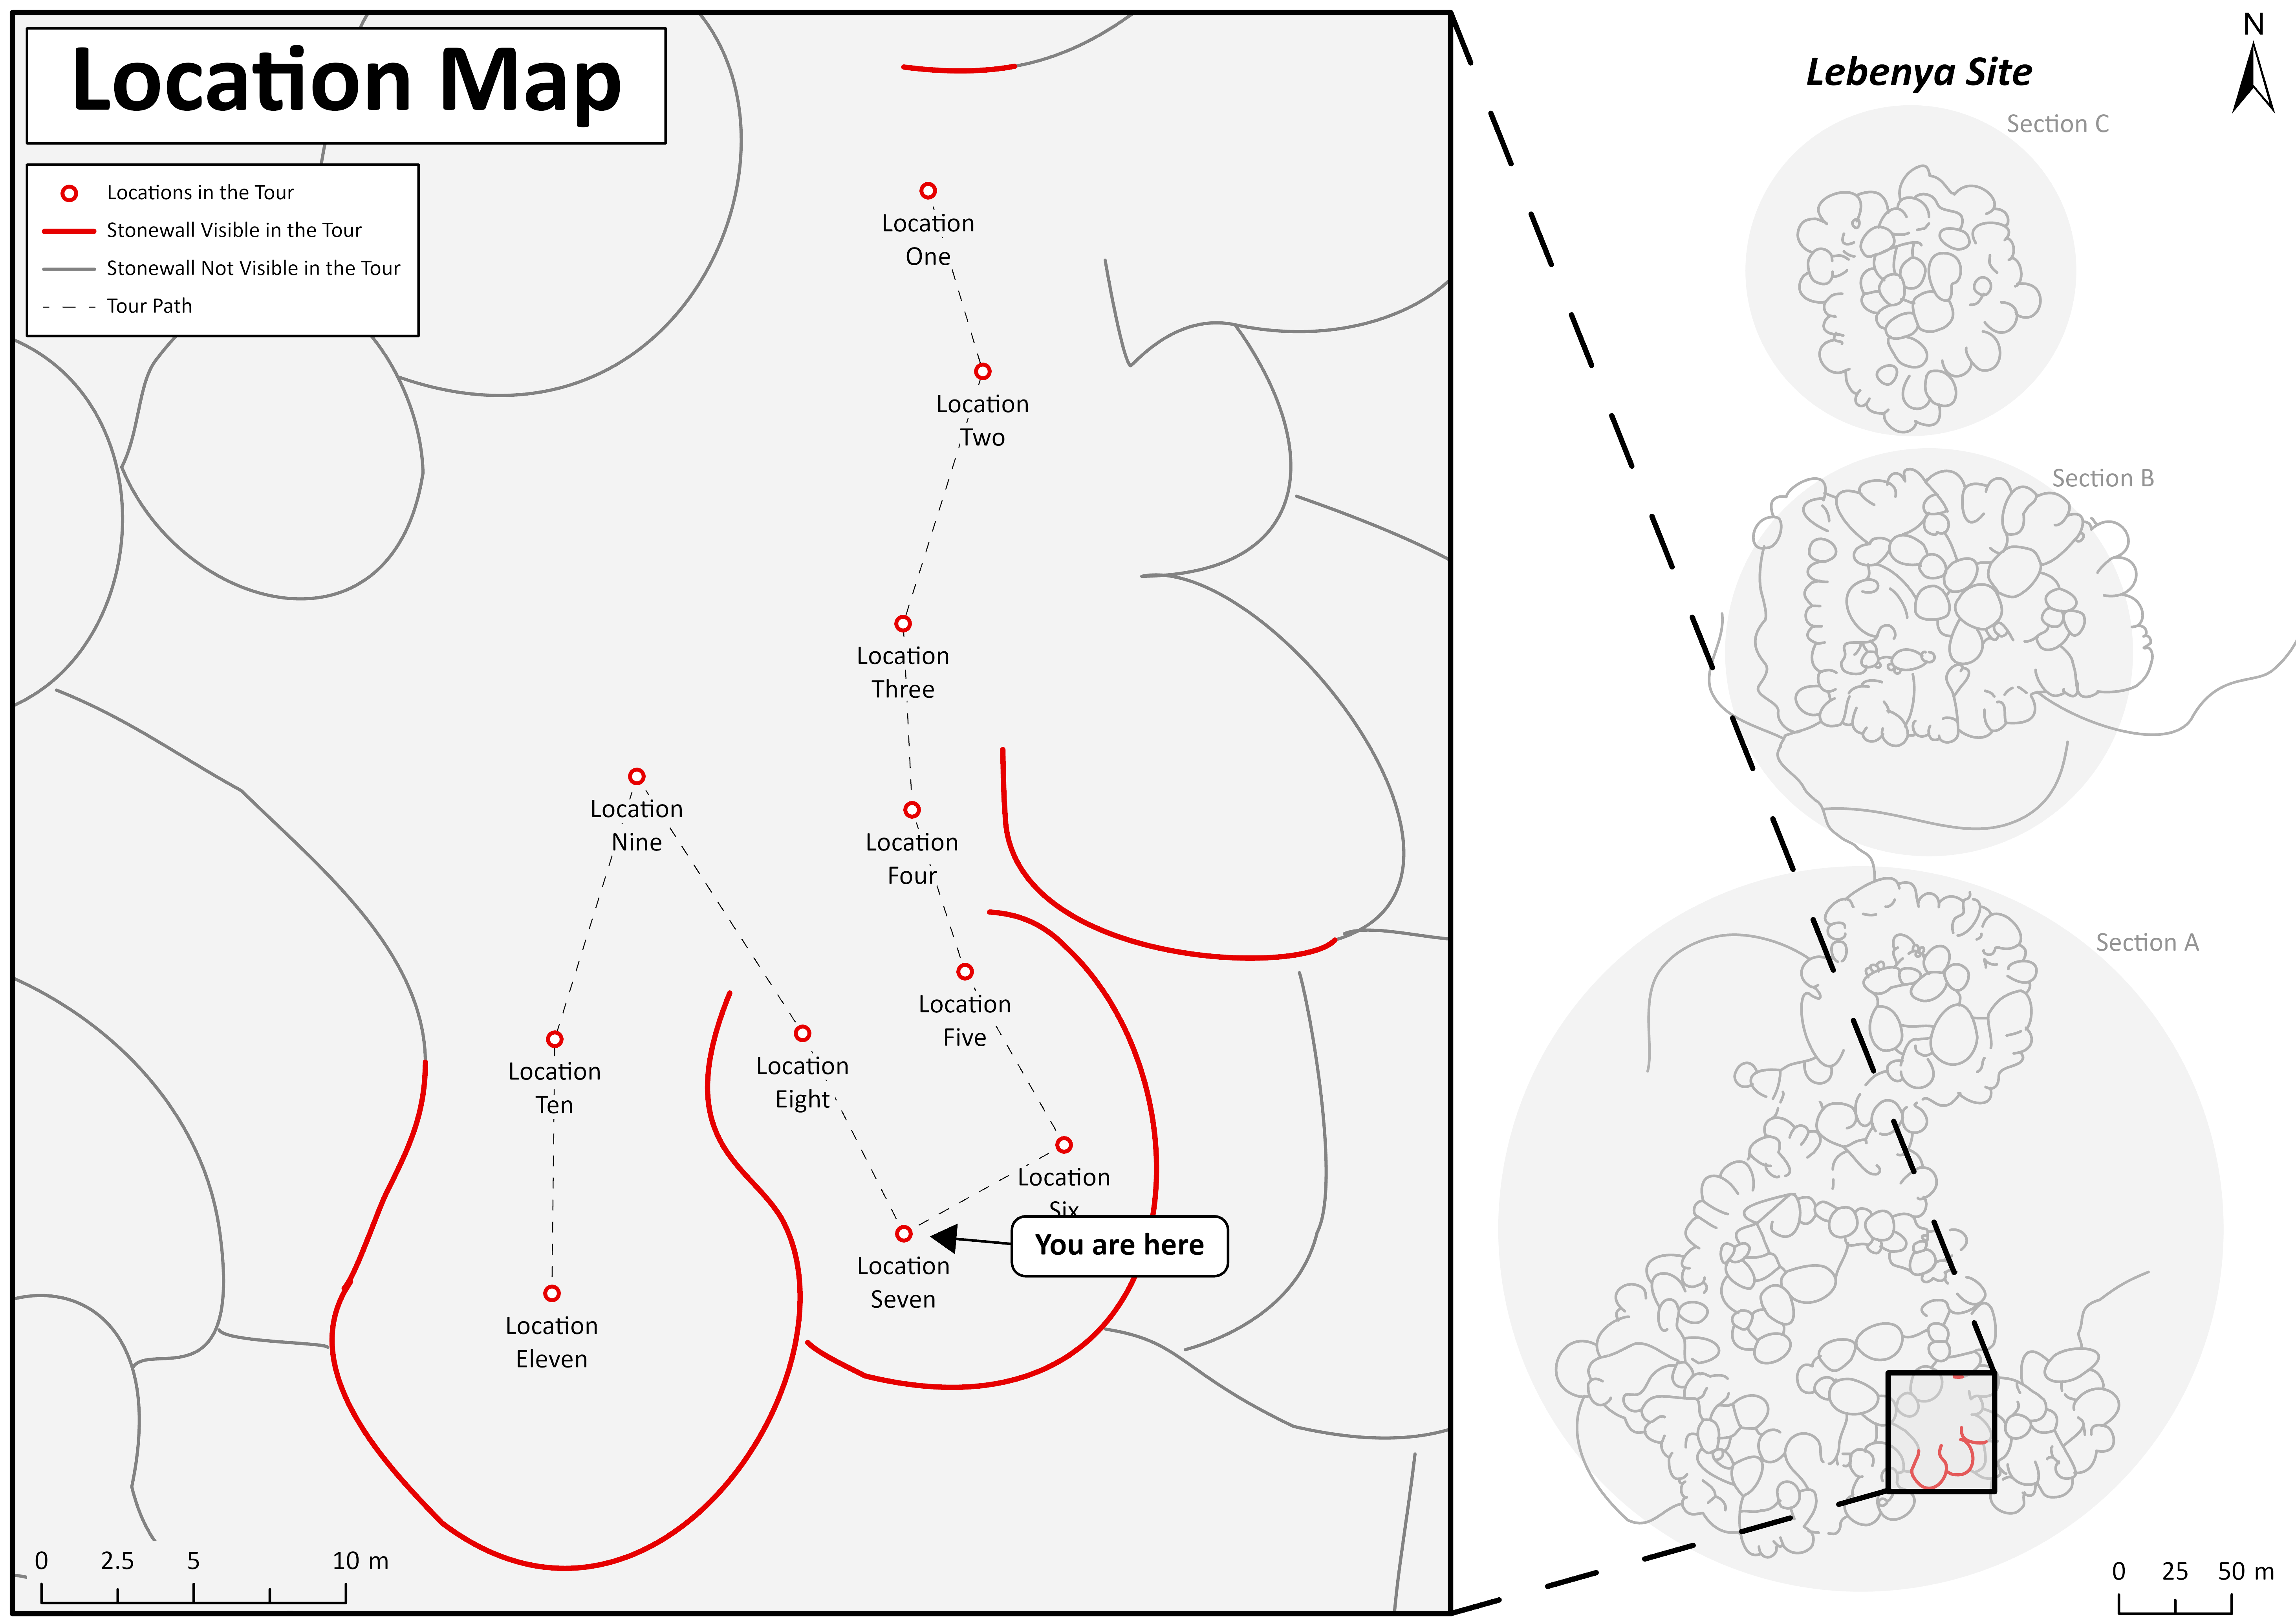 Location Map
Locations in the Tour
Stonewall Visible in the Tour
Stonewall Not Visible in the Tour
Tour Path
Location
One
Location
Two
Location
Three
Location
Nine
Location
Four
Location
Five
Location
Ten
Location
Eight
Location
Six
You are here
Location
Seven
Location
Eleven
0 2.5 5 10 m
N
Lebenya Site
Section C
Section B
Section A
0 25 50 m